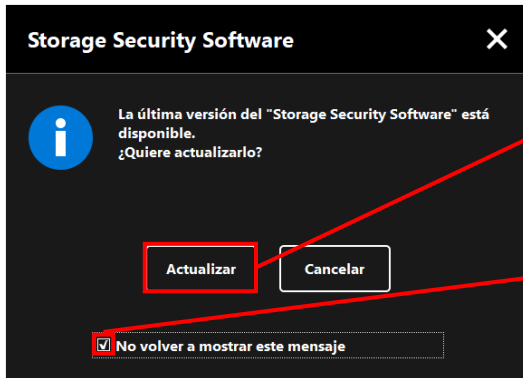 Storage Security Software
La última versión del "Storage Security Software" está
disponible.
¿Quiere actualizarlo?
Actualizar
Cancelar
No volver a mostrar este mensaje